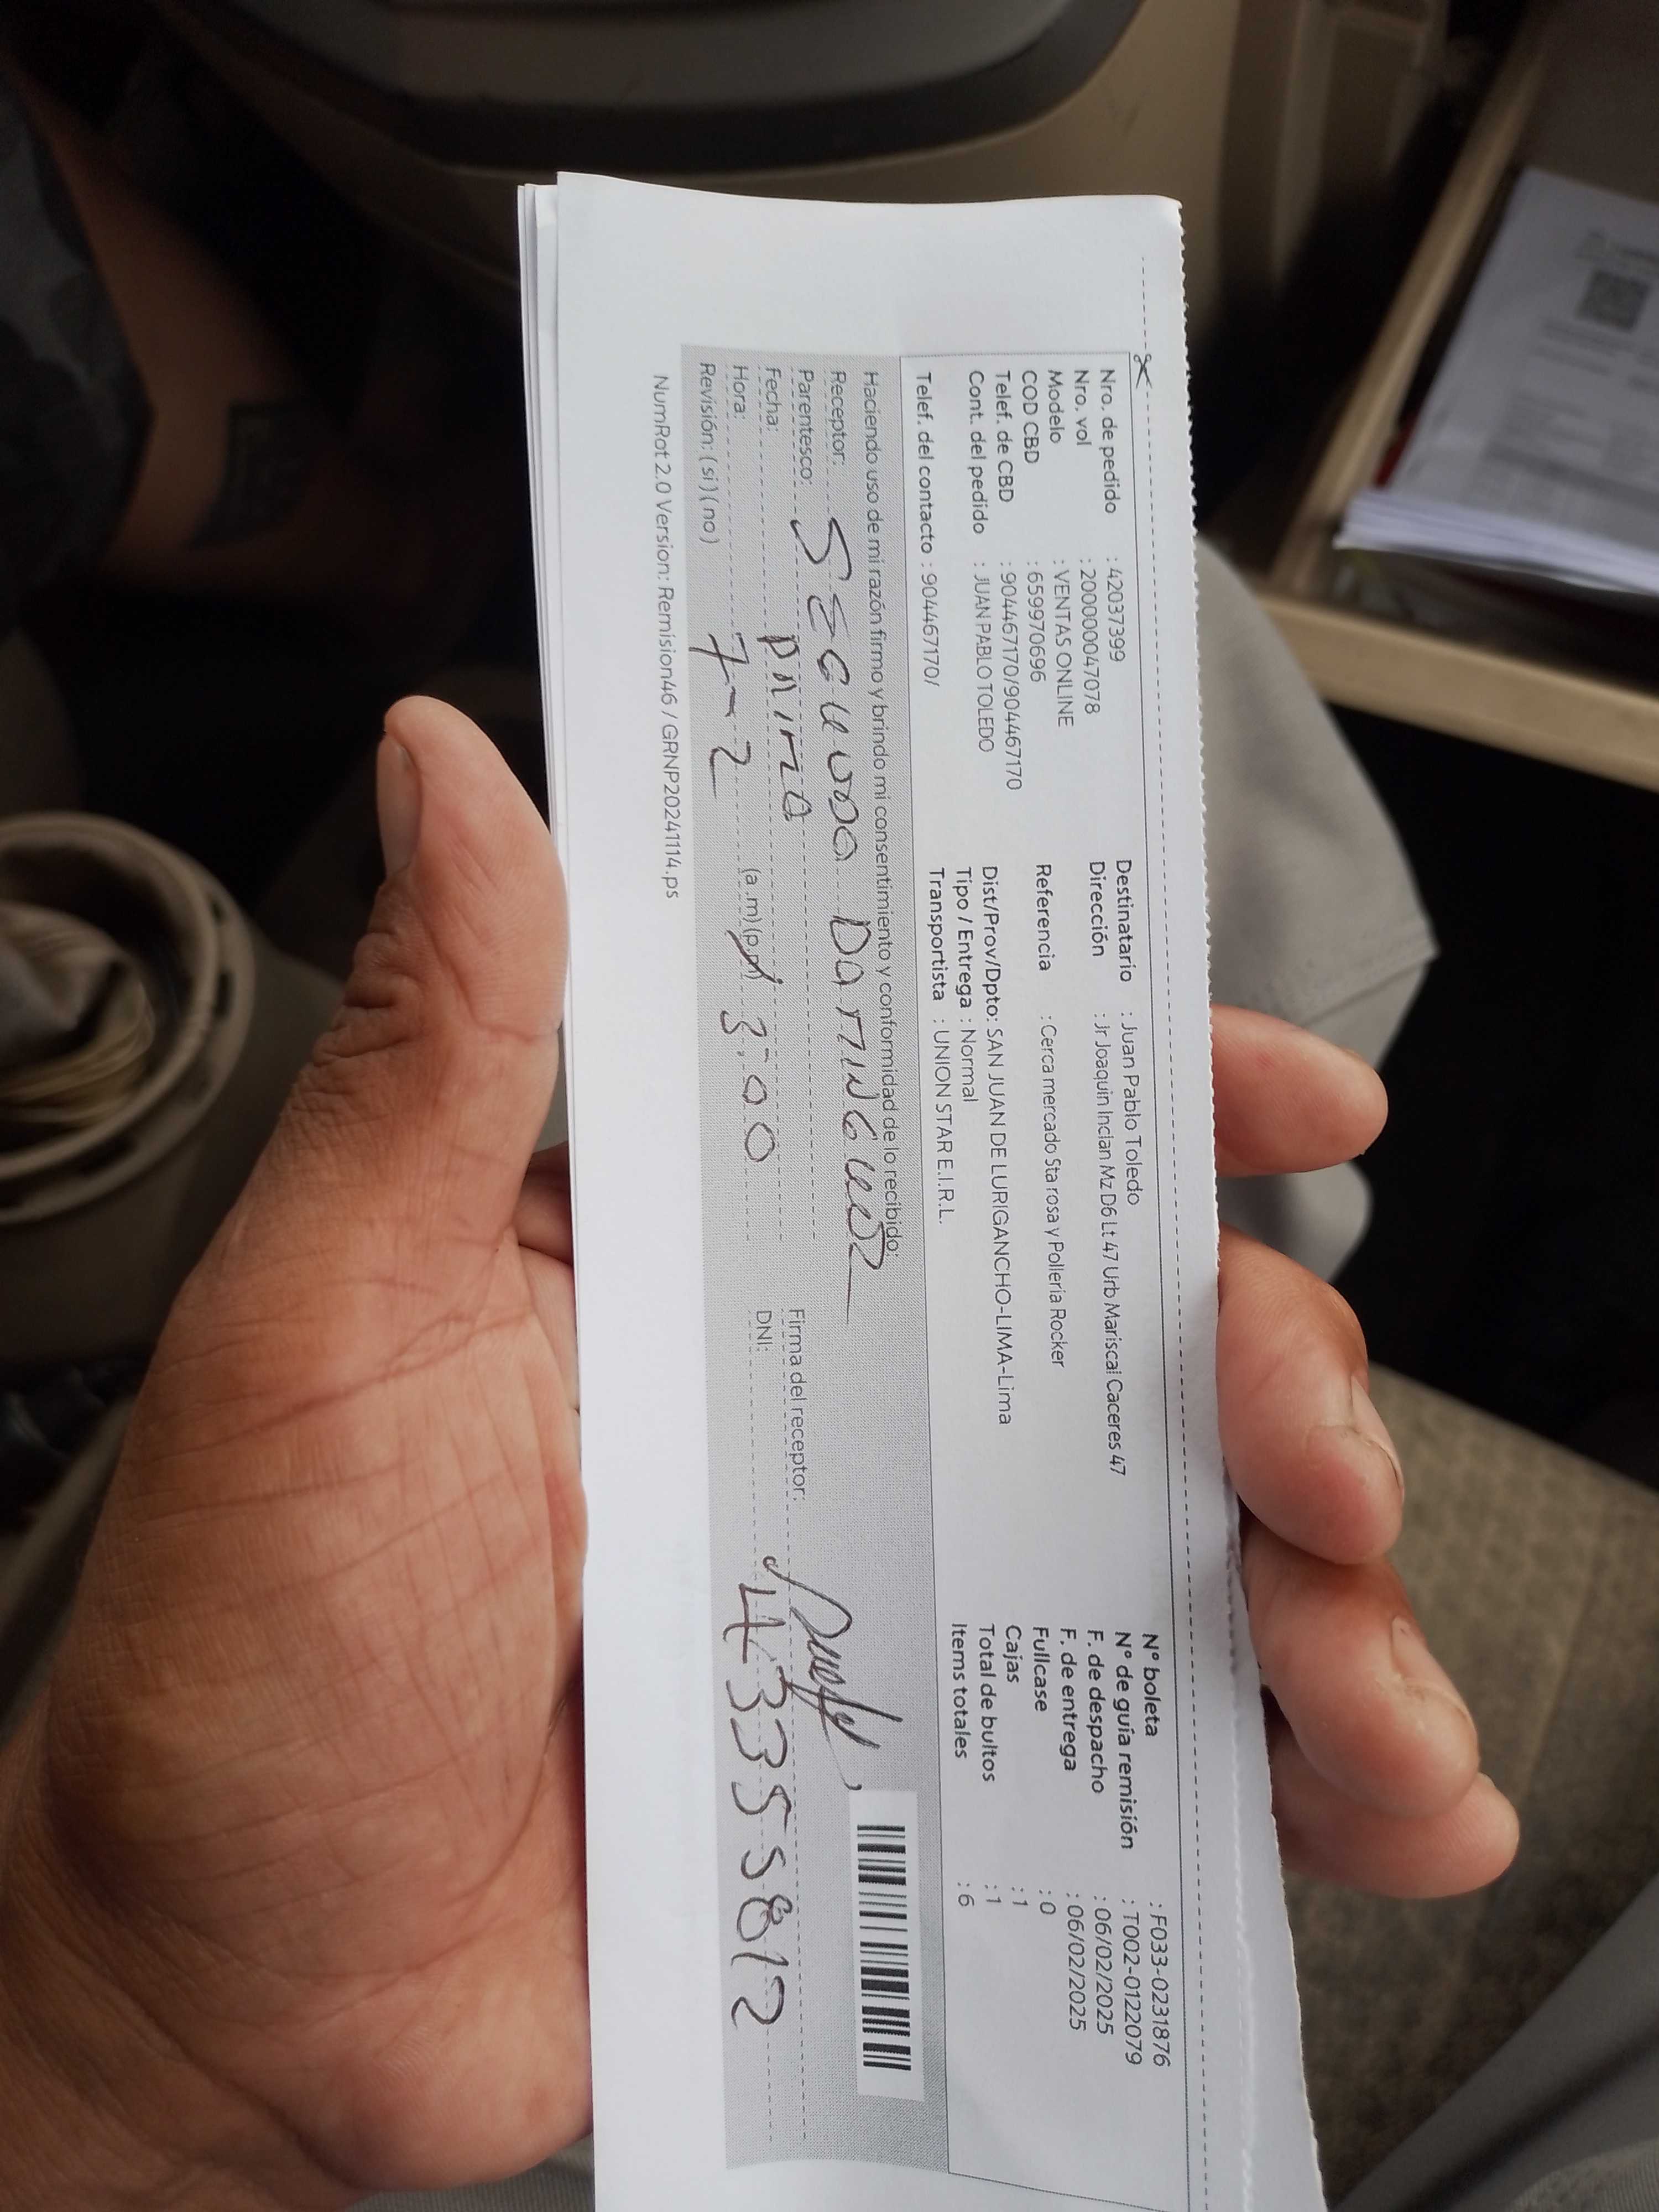 Nro. de pedido : 42037399
Nro. vol : 200000047078
Modelo : VENTAS ONLINE
COD CBD : 659970696
Telef. de CBD : 904467170/904467170
Cont. del pedido : JUAN PABLO TOLEDO
Telef. del contacto : 904467170/
Destinatario : Juan Pablo Toledo
Dirección : Jr Joaquin Inclan Mz D6 Lt 47 Urb Mariscal Caceres 47
Referencia : Cerca mercado Sta rosa y Polleria Rocker
Dist/Prov/Dpto: SAN JUAN DE LURIGANCHO-LIMA-Lima
Tipo / Entrega : Normal
Transportista : UNION STAR E.I.R.L.
N° boleta : F033-0231876
N° de guía remisión : T002-0122079
F. de despacho : 06/02/2025
F. de entrega : 06/02/2025
Fullcase : 0
Cajas : 1
Total de bultos : 1
Items totales : 6
Haciendo uso de mi razón firmo y brindo mi consentimiento y conformidad de lo recibido:
Receptor: SEGUNDO DOMINGUEZ
Parentesco: PRIMO
Fecha: 7-2
Hora: (a.m)(p.m) 3:00
Revisión: (si)(no)
Firma del receptor:
DNI: 43355812
NumRot 2.0 Version: Remision46 / GRNP20241114.ps